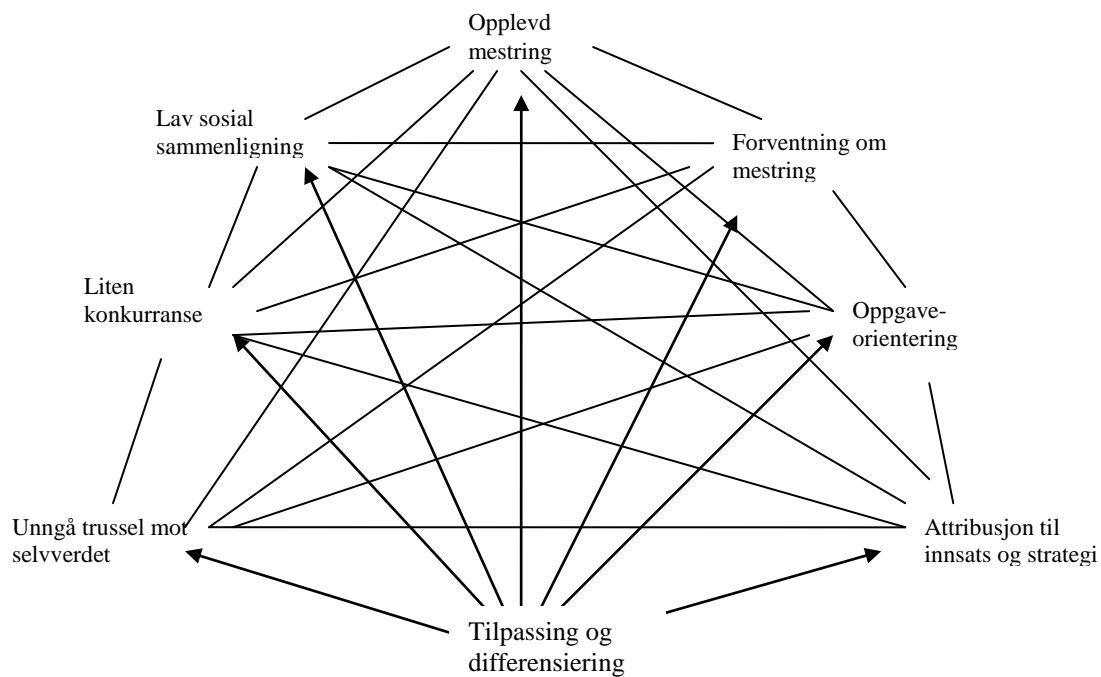 Opplevd
mestring
Lav sosial
sammenligning
Forventning om
mestring
Liten
konkurranse
Oppgave-
orientering
Unngå trussel mot
selvverdet
Attribusjon til
innsats og strategi
Tilpassing og
differensiering